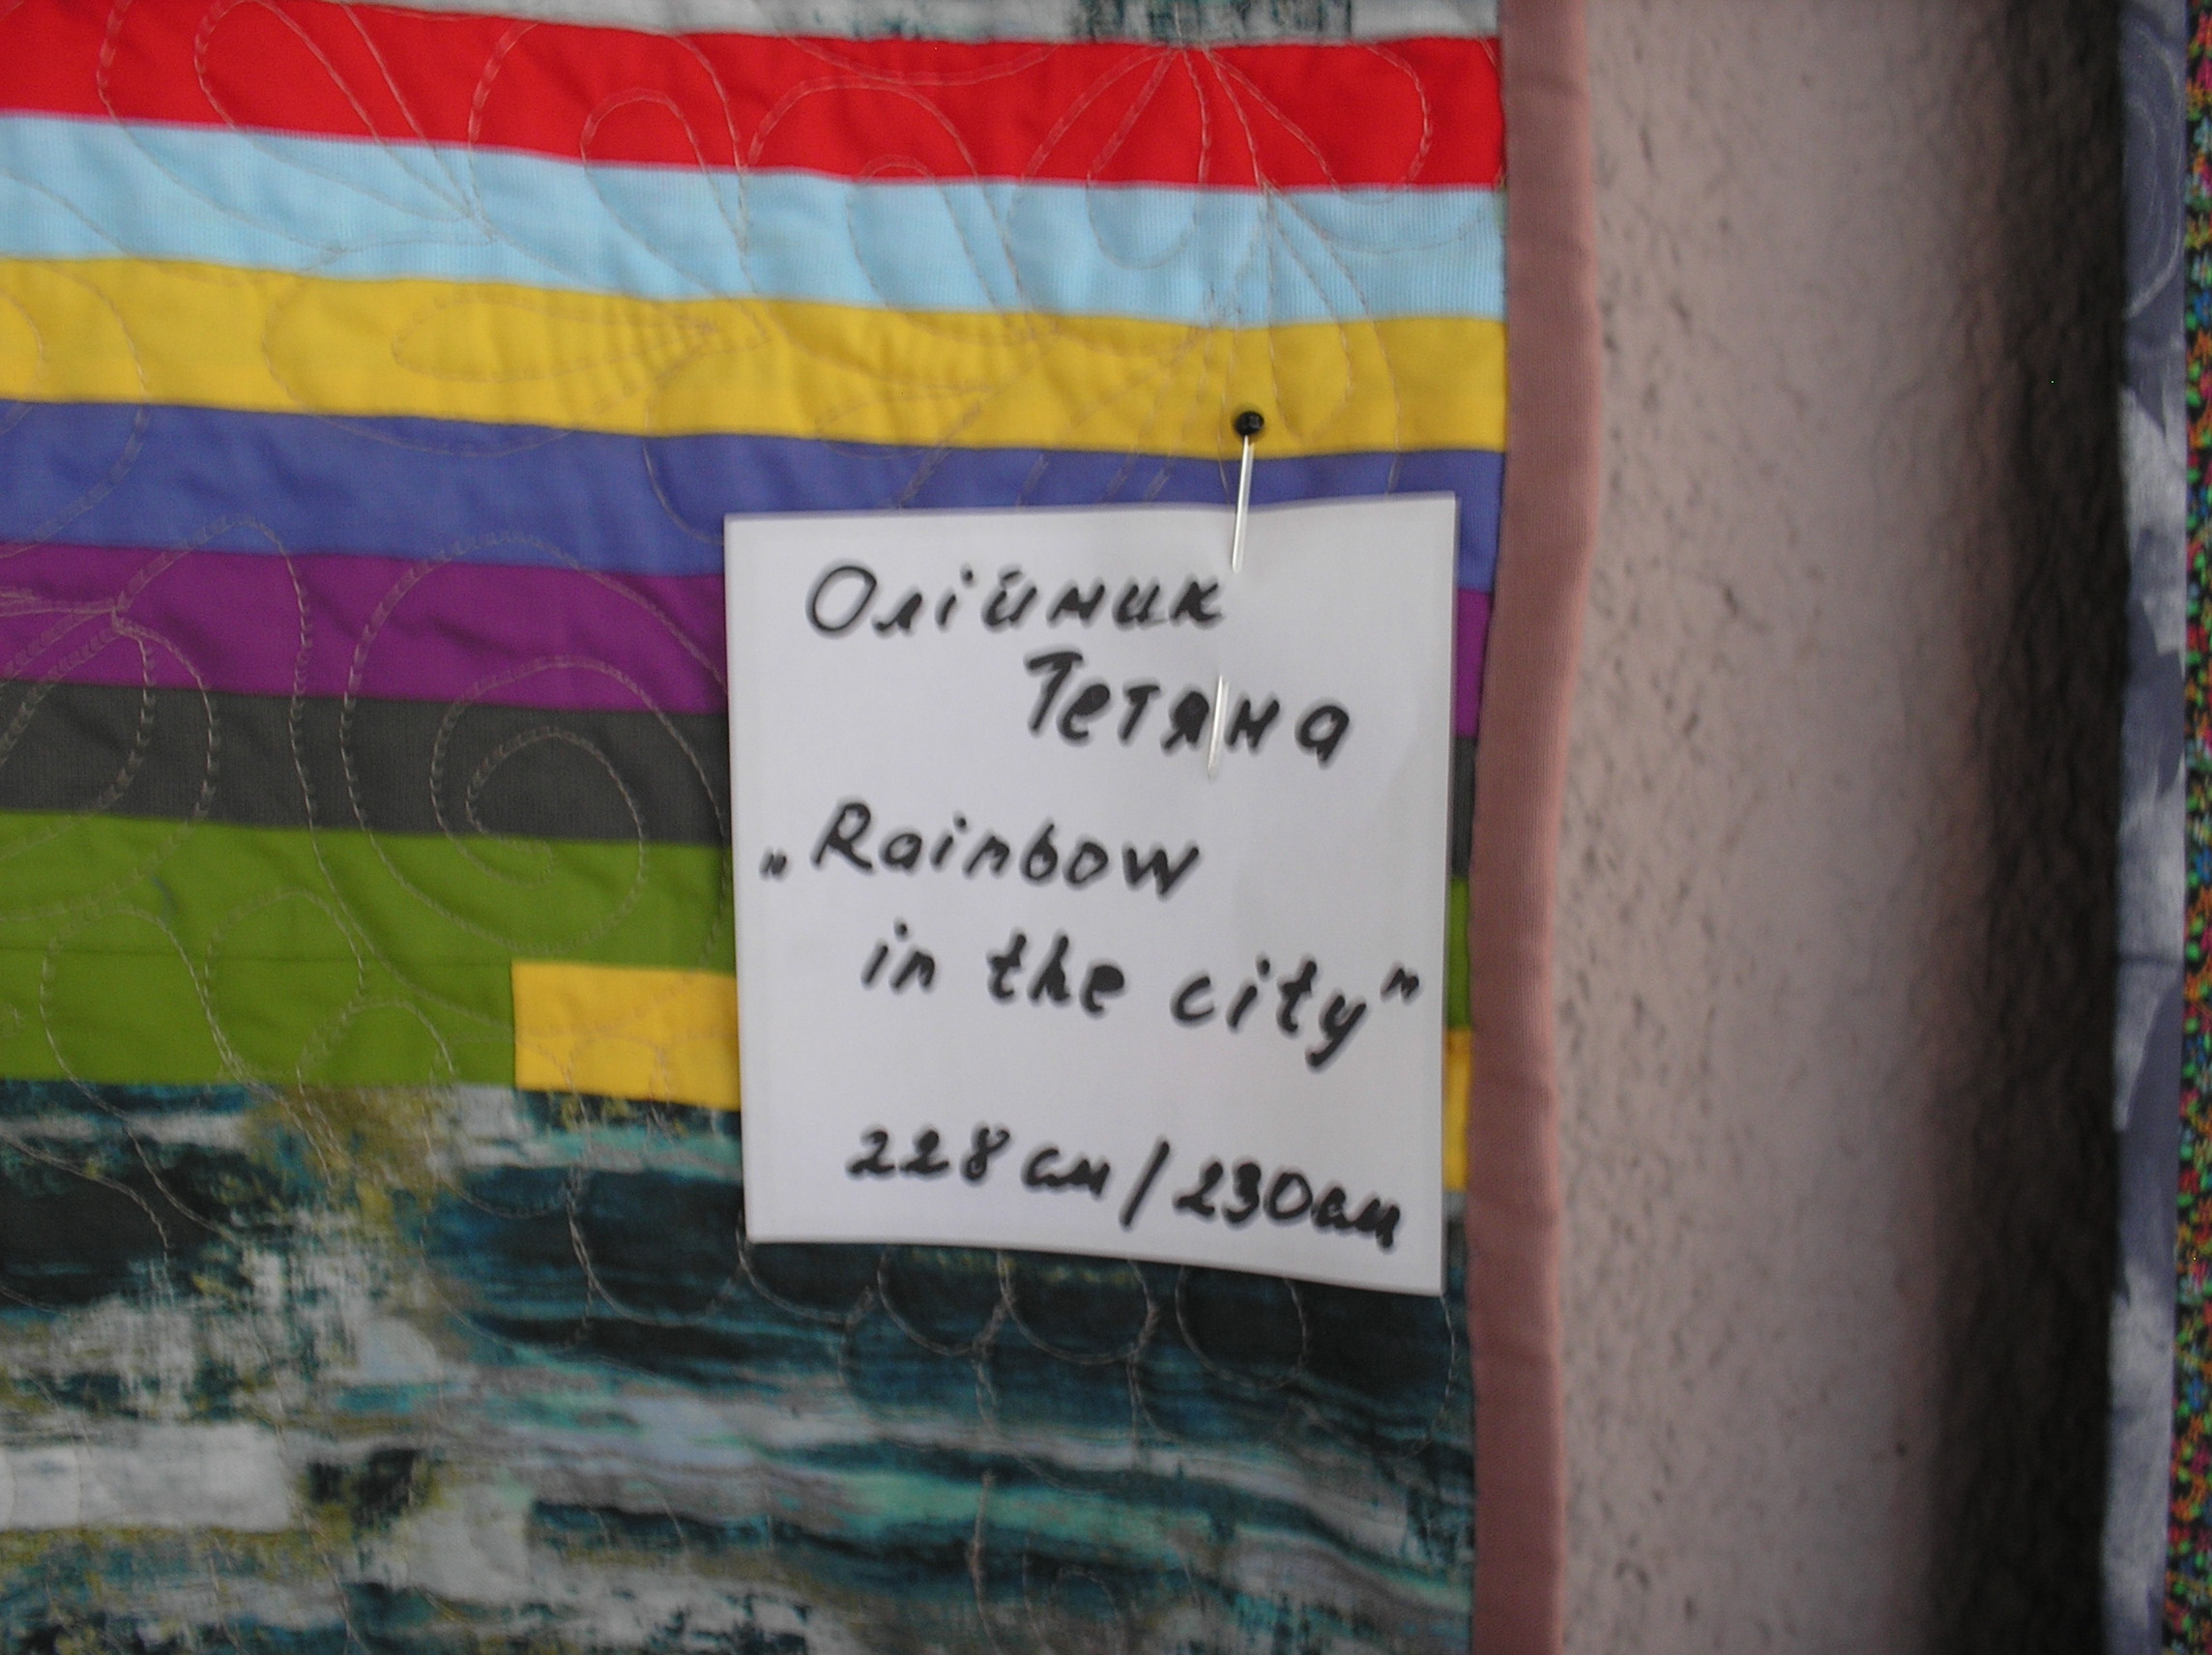 Олійник
Тетяна
„Rainbow
in the city"
228 см/230см